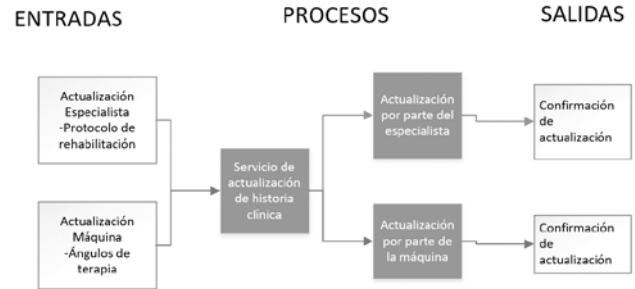 ENTRADAS
PROCESOS
SALIDAS
Actualización
Especialista
-Protocolo de
rehabilitación
Actualización
Máquina
-Ángulos de
terapia
Servicio de
actualización
de historia
clínica
Actualización
por parte del
especialista
Actualización
por parte de
la máquina
Confirmación
de
actualización
Confirmación
de
actualización